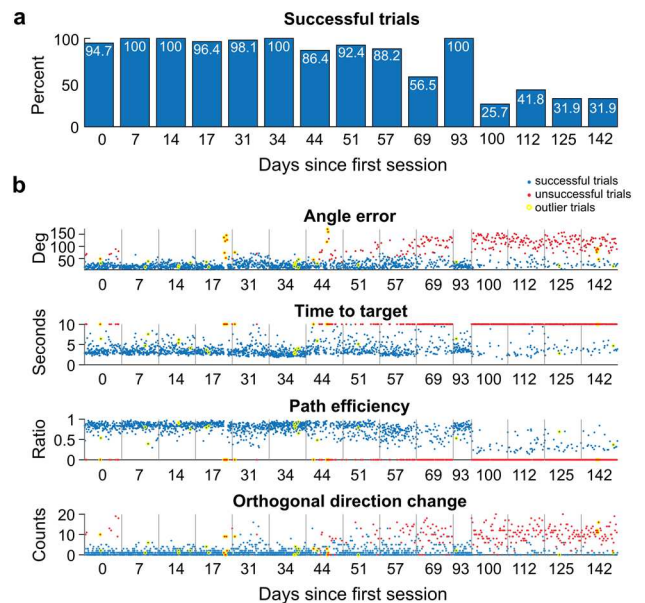 a
Successful trials
Percent
100
50
0
94.7 100 100 96.4 98.1 100 86.4 92.4 88.2 56.5 100 25.7 41.8 31.9 31.9
0 7 14 17 31 34 44 51 57 69 93 100 112 125 142
Days since first session
b
successful trials
unsuccessful trials
outlier trials
Angle error
Deg
150
100
50
0 7 14 17 31 34 44 51 57 69 93 100 112 125 142
Time to target
Seconds
10
5
0
0 7 14 17 31 34 44 51 57 69 93 100 112 125 142
Path efficiency
Ratio
1
0.5
0
0 7 14 17 31 34 44 51 57 69 93 100 112 125 142
Orthogonal direction change
Counts
20
10
0
0 7 14 17 31 34 44 51 57 69 93 100 112 125 142
Days since first session